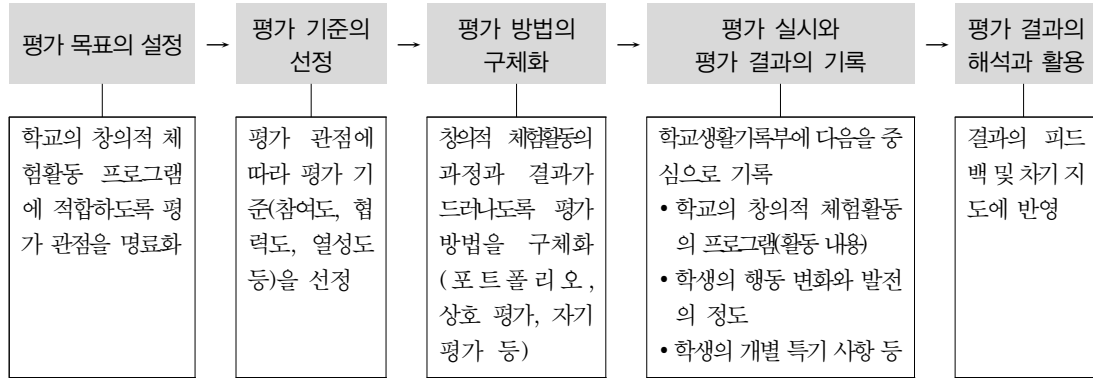 평가 목표의 설정
→
평가 기준의
선정
→
평가 방법의
구체화
→
평가 실시와
평가 결과의 기록
→
평가 결과의
해석과 활용
학교의 창의적 체
험활동 프로그램
에 적합하도록 평
가 관점을 명료화
평가 관점에
따라 평가 기
준(참여도, 협
력도, 열성도
등)을 선정
창의적 체험활동의
과정과 결과가
드러나도록 평가
방법을 구체화
(포트폴리오,
상호 평가, 자기
평가 등)
학교생활기록부에 다음을 중
심으로 기록
• 학교의 창의적 체험활동
의 프로그램(활동 내용)
• 학생의 행동 변화와 발전
의 정도
• 학생의 개별 특기 사항 등
결과의 피드
백 및 차기 지
도에 반영